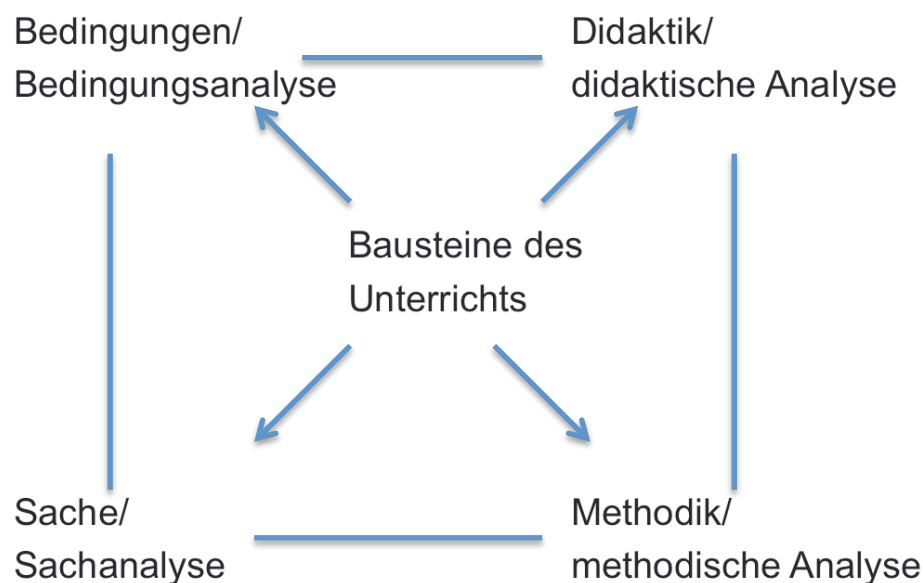 Bedingungen/
Bedingungsanalyse
Didaktik/
didaktische Analyse
Bausteine des
Unterrichts
Sache/
Sachanalyse
Methodik/
methodische Analyse